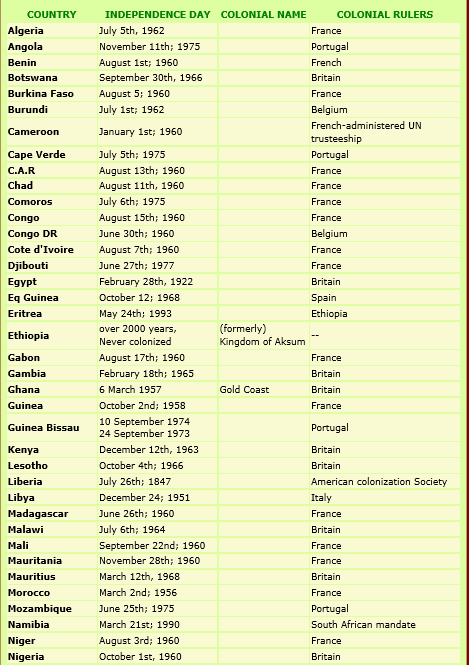 COUNTRY INDEPENDENCE DAY COLONIAL NAME COLONIAL RULERS
Algeria July 5th, 1962 France
Angola November 11th; 1975 Portugal
Benin August 1st; 1960 French
Botswana September 30th, 1966 Britain
Burkina Faso August 5; 1960 France
Burundi July 1st; 1962 Belgium
Cameroon January 1st; 1960 French-administered UN
trusteeship
Cape Verde July 5th; 1975 Portugal
C.A.R August 13th; 1960 France
Chad August 11th, 1960 France
Comoros July 6th; 1975 France
Congo August 15th; 1960 France
Congo DR June 30th; 1960 Belgium
Cote d'Ivoire August 7th; 1960 France
Djibouti June 27th; 1977 France
Egypt February 28th, 1922 Britain
Eq Guinea October 12; 1968 Spain
Eritrea May 24th; 1993 Ethiopia
Ethiopia over 2000 years, (formerly) --
Never colonized Kingdom of Aksum
Gabon August 17th; 1960 France
Gambia February 18th; 1965 Britain
Ghana 6 March 1957 Gold Coast Britain
Guinea October 2nd; 1958 France
Guinea Bissau 10 September 1974 Portugal
24 September 1973
Kenya December 12th, 1963 Britain
Lesotho October 4th; 1966 Britain
Liberia July 26th; 1847 American colonization Society
Libya December 24; 1951 Italy
Madagascar June 26th; 1960 France
Malawi July 6th; 1964 Britain
Mali September 22nd; 1960 France
Mauritania November 28th; 1960 France
Mauritius March 12th, 1968 Britain
Morocco March 2nd; 1956 France
Mozambique June 25th; 1975 Portugal
Namibia March 21st; 1990 South African mandate
Niger August 3rd; 1960 France
Nigeria October 1st, 1960 Britain